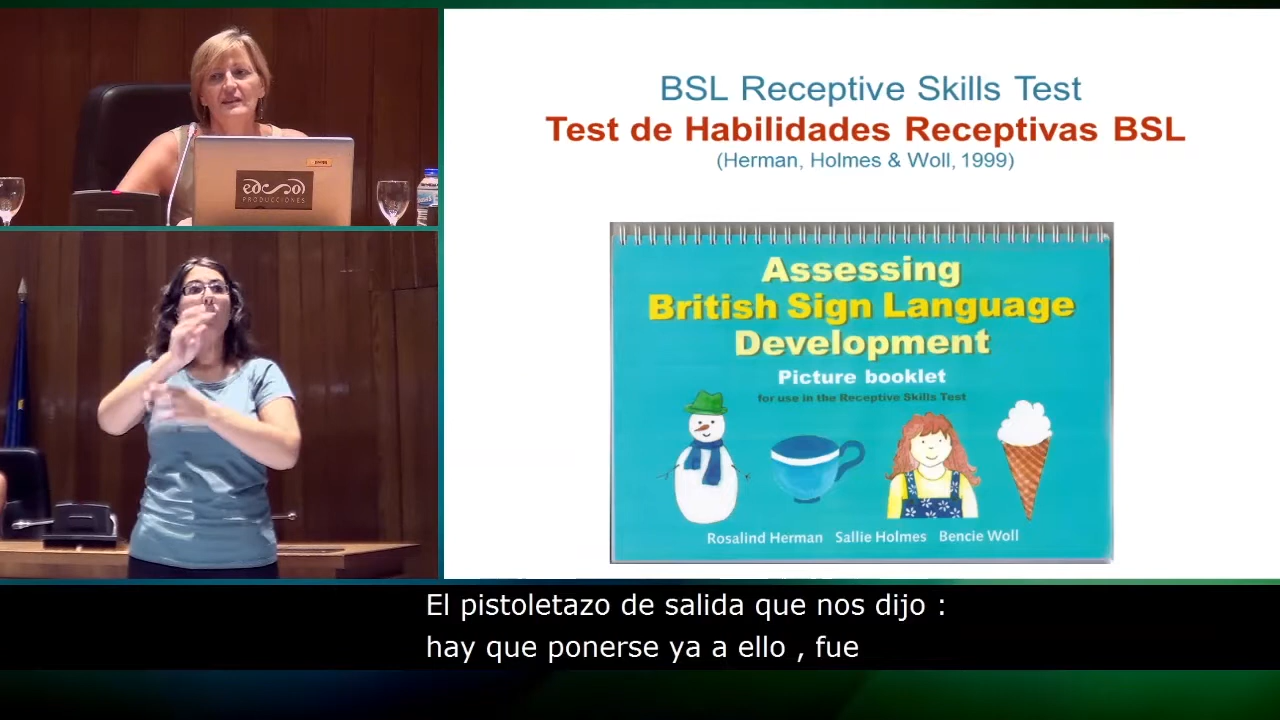 edsol
PRODUCCIONES
BSL Receptive Skills Test
Test de Habilidades Receptivas BSL
(Herman, Holmes & Woll, 1999)
Assessing
British Sign Language
Development
Picture booklet
for use in the Receptive Skills Test
Rosalind Herman Sallie Holmes Bencie Woll
El pistoletazo de salida que nos dijo :
hay que ponerse ya a ello , fue